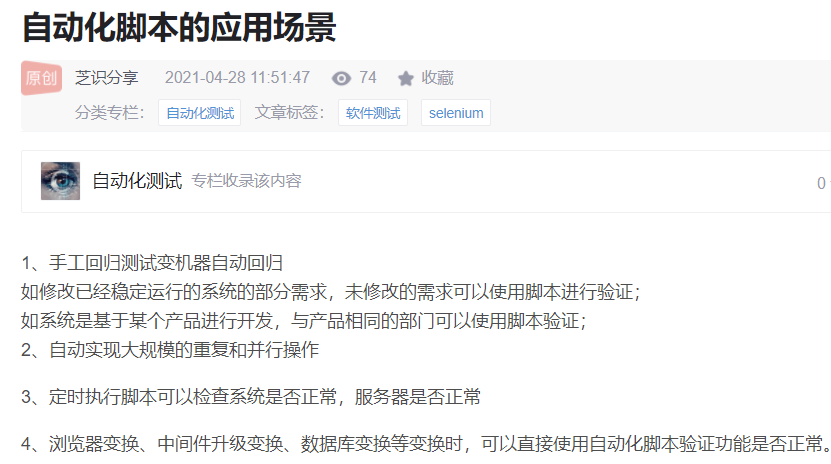 自动化脚本的应用场景
原创 芝识分享 2021-04-28 11:51:47 74 收藏
分类专栏： 自动化测试 文章标签： 软件测试 selenium
自动化测试 专栏收录该内容 0
1、手工回归测试变机器自动回归
如修改已经稳定运行的系统的部分需求，未修改的需求可以使用脚本进行验证；
如系统是基于某个产品进行开发，与产品相同的部门可以使用脚本验证；
2、自动实现大规模的重复和并行操作
3、定时执行脚本可以检查系统是否正常，服务器是否正常
4、浏览器变换、中间件升级变换、数据库变换等变换时，可以直接使用自动化脚本验证功能是否正常。